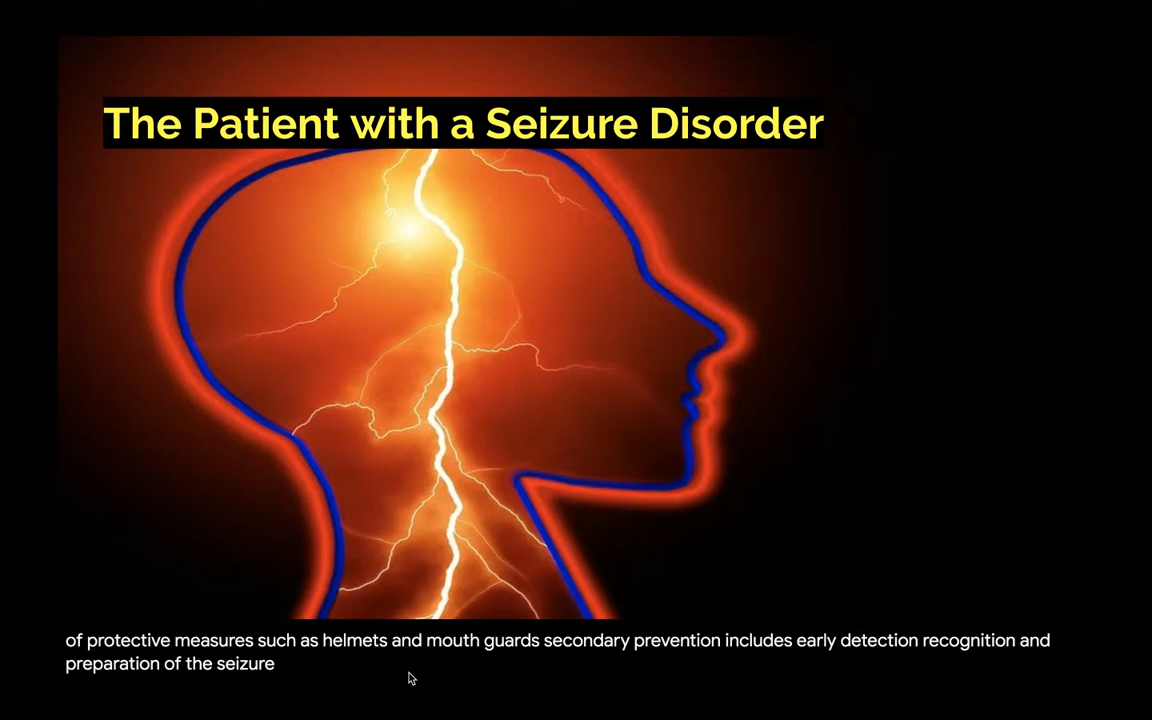 The Patient with a Seizure Disorder
of protective measures such as helmets and mouth guards secondary prevention includes early detection recognition and
preparation of the seizure